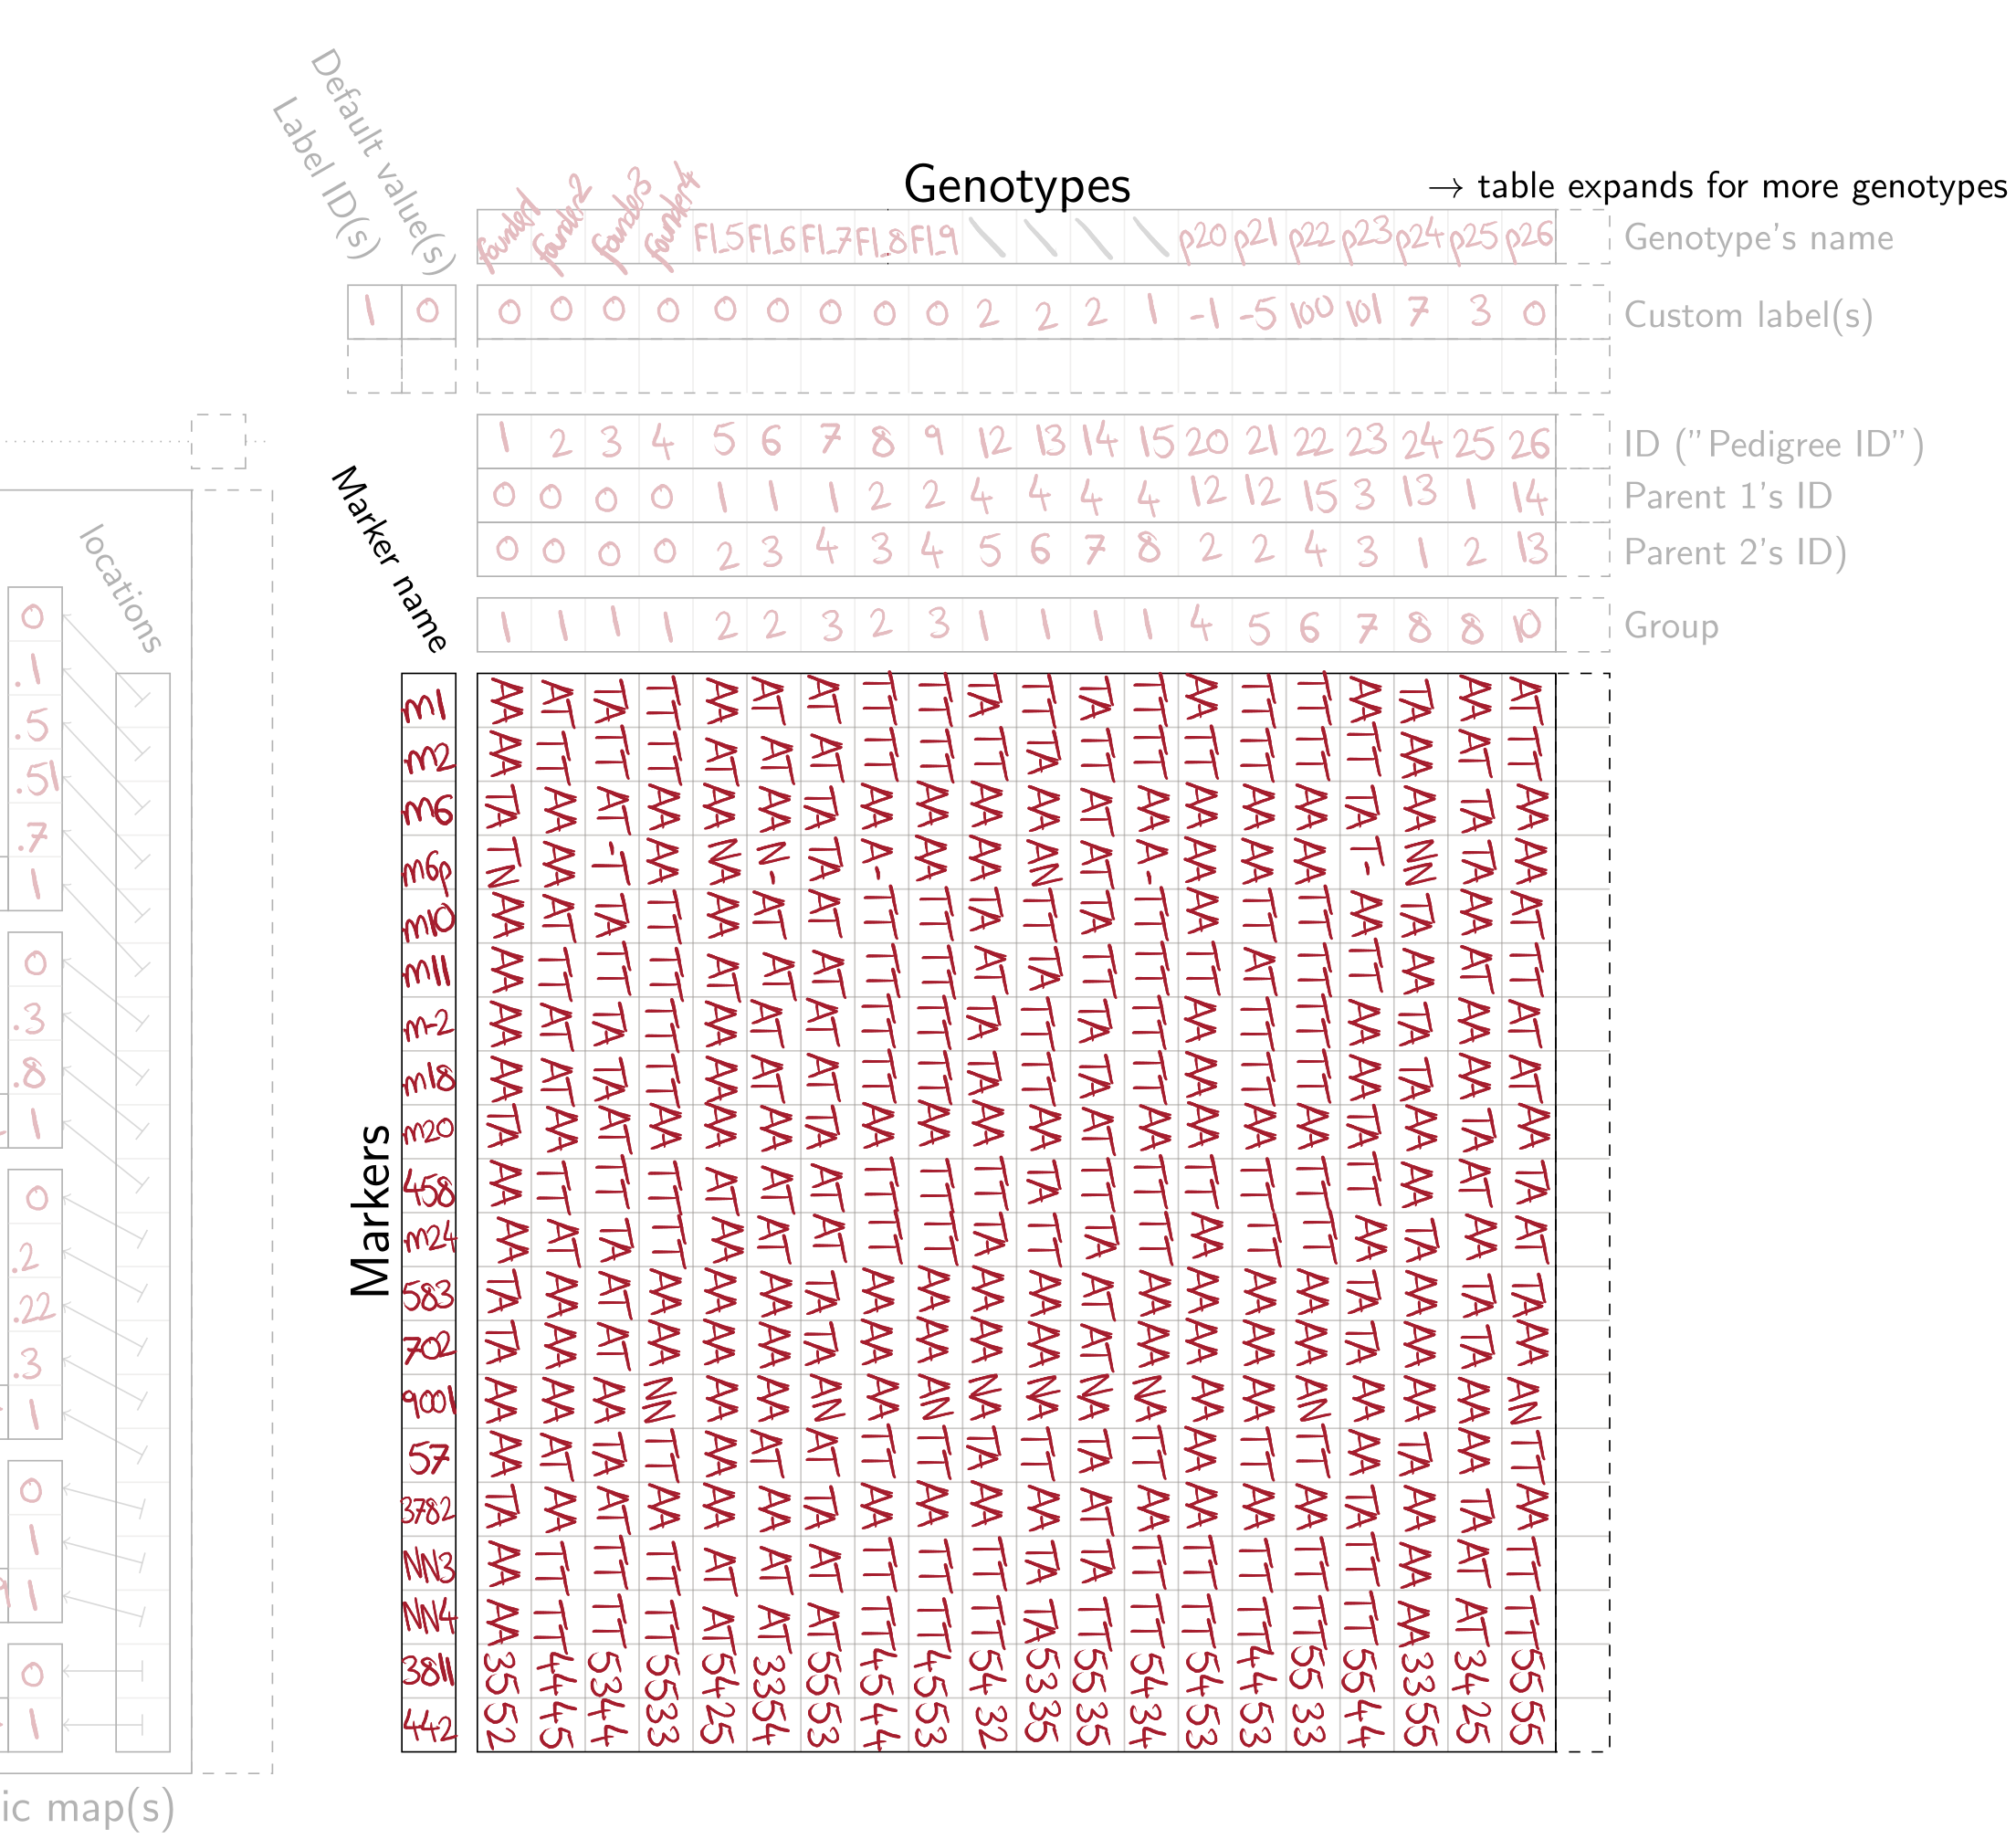 Default value(s)
Label ID(s)
Genotypes
→ table expands for more genotypes
founder1 founder2 founder3 founder4 F1_5 F1_6 F1_7 F1_8 F1_9 \ \ \ \ p20 p21 p22 p23 p24 p25 p26 Genotype's name
1 0 0 0 0 0 0 0 0 0 0 2 2 2 1 -1 -5 100 101 7 3 0 Custom label(s)
1 2 3 4 5 6 7 8 9 12 13 14 15 20 21 22 23 24 25 26 ID ("Pedigree ID")
0 0 0 0 1 1 1 2 2 4 4 4 4 12 12 15 3 13 1 14 Parent 1's ID
0 0 0 0 2 3 4 3 4 5 6 7 8 2 2 4 3 1 2 13 Parent 2's ID)
1 1 1 1 2 2 3 2 3 1 1 1 1 4 5 6 7 8 8 10 Group
Marker name
Markers
m1 AA AT TA TT AA AT AT TT TT TA TT TA TT AA TT TT AA TA AA AT
m2 AA TT TT TT AT AT AT TT TT TT TA TT TT TT TT TT TT AA AT TT
m6 TA AA AT AA AA AA TA AA AA AA AA AT AA AA AA AA TA AA TA AA
m6p TN AA -T AA NA N- TA A- AA AA AN AT A- AA AA AA T- NN TA AA
m10 AA AT TA TT AA AT AT TT TT TA TT TA TT AA TT TT AA TA AA AT
m11 AA TT TT TT AT AT AT TT TT AT TA TT TT TT AT TT TT AA AT TT
m-2 AA AT TA TT AA AT AT TT TT TA TT TA TT AA TT TT AA TA AA AT
m18 AA AT TA TT AA AT AT TT TT TA TT TA TT AA TT TT AA TA AA AT
m20 TA AA AT AA AA AA TA AA AA AA AA AT AA AA AA AA TA AA TA AA
458 AA TT TT TT AT AT AT TT TT TT TA TT TT TT TT TT TT AA AT TA
m24 AA AT TA TT AA AT AT TT TT TA TT TA TT AA TT TT AA TA AA AT
583 TA AA AT AA AA AA TA AA AA AA AA AT AA AA AA AA TA AA TA TA
702 TA AA AT AA AA AA TA AA AA AA AA AT AA AA AA AA TA AA TA AA
9001 AA AA AA NN AA AA AN AA AN NA NA NA NA AA AA AN AA AA AA AN
57 AA AT TA TT AA AT AT TT TT TA TT TA TT AA TT TT AA TA AA TT
3782 TA AA AT AA AA AA TA AA AA AA AA AT AA AA AA AA TA AA TA AA
NN3 AA TT TT TT AT AT AT TT TT TT TA TA TT TT TT TT TT AA AT TT
NN4 AA TT TT TT AT AT AT TT TT TT TA TT TT TT TT TT TT AA AT TT
3811 35 44 53 55 54 33 55 45 45 54 53 55 54 54 44 55 55 33 34 55
442 52 45 44 33 25 54 53 44 53 32 35 35 34 53 53 33 44 55 25 55
locations
0
.1
.5
.51
.7
1
0
.3
.8
1
0
.2
.22
.3
1
0
1
1
0
1
ic map(s)